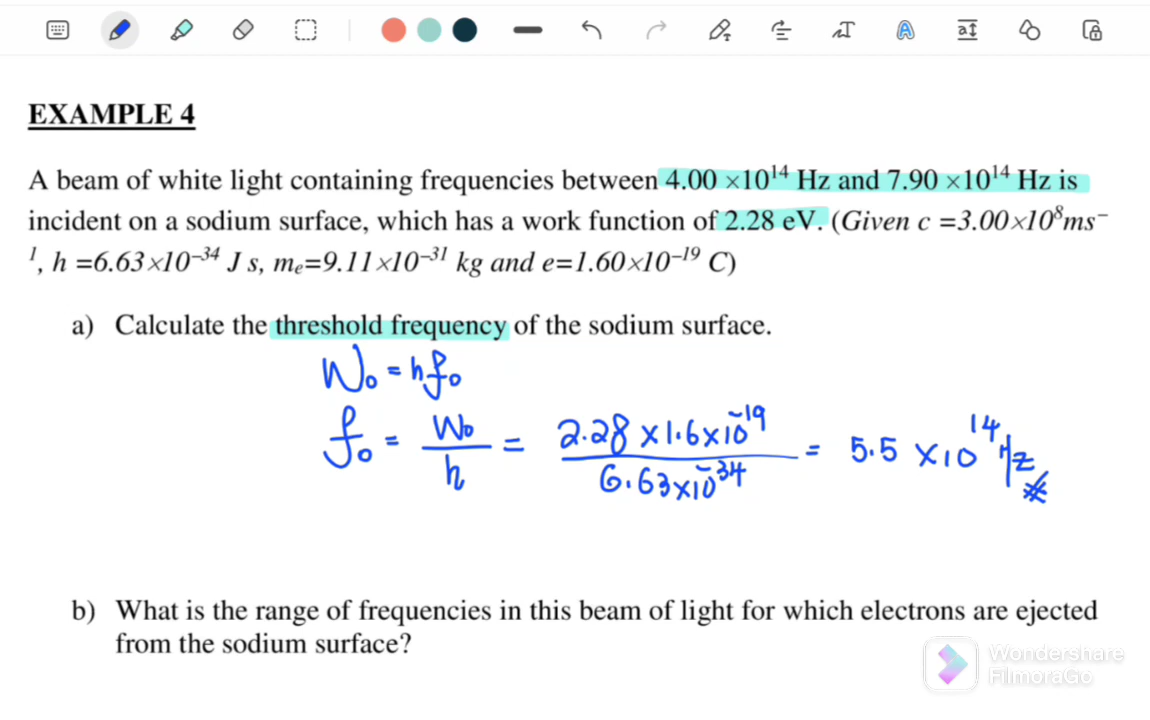 EXAMPLE 4
A beam of white light containing frequencies between 4.00 ×10¹⁴ Hz and 7.90 ×10¹⁴ Hz is
incident on a sodium surface, which has a work function of 2.28 eV. (Given c =3.00×10⁸ms⁻
¹, h =6.63×10⁻³⁴ J s, mₑ=9.11×10⁻³¹ kg and e=1.60×10⁻¹⁹ C)
a) Calculate the threshold frequency of the sodium surface.
W₀ = hf₀
f₀ = W₀/h = 2.28 × 1.6×10⁻¹⁹ / 6.63×10⁻³⁴ = 5.5 ×10¹⁴ Hz
b) What is the range of frequencies in this beam of light for which electrons are ejected
from the sodium surface?
Wondershare
FilmoraGo